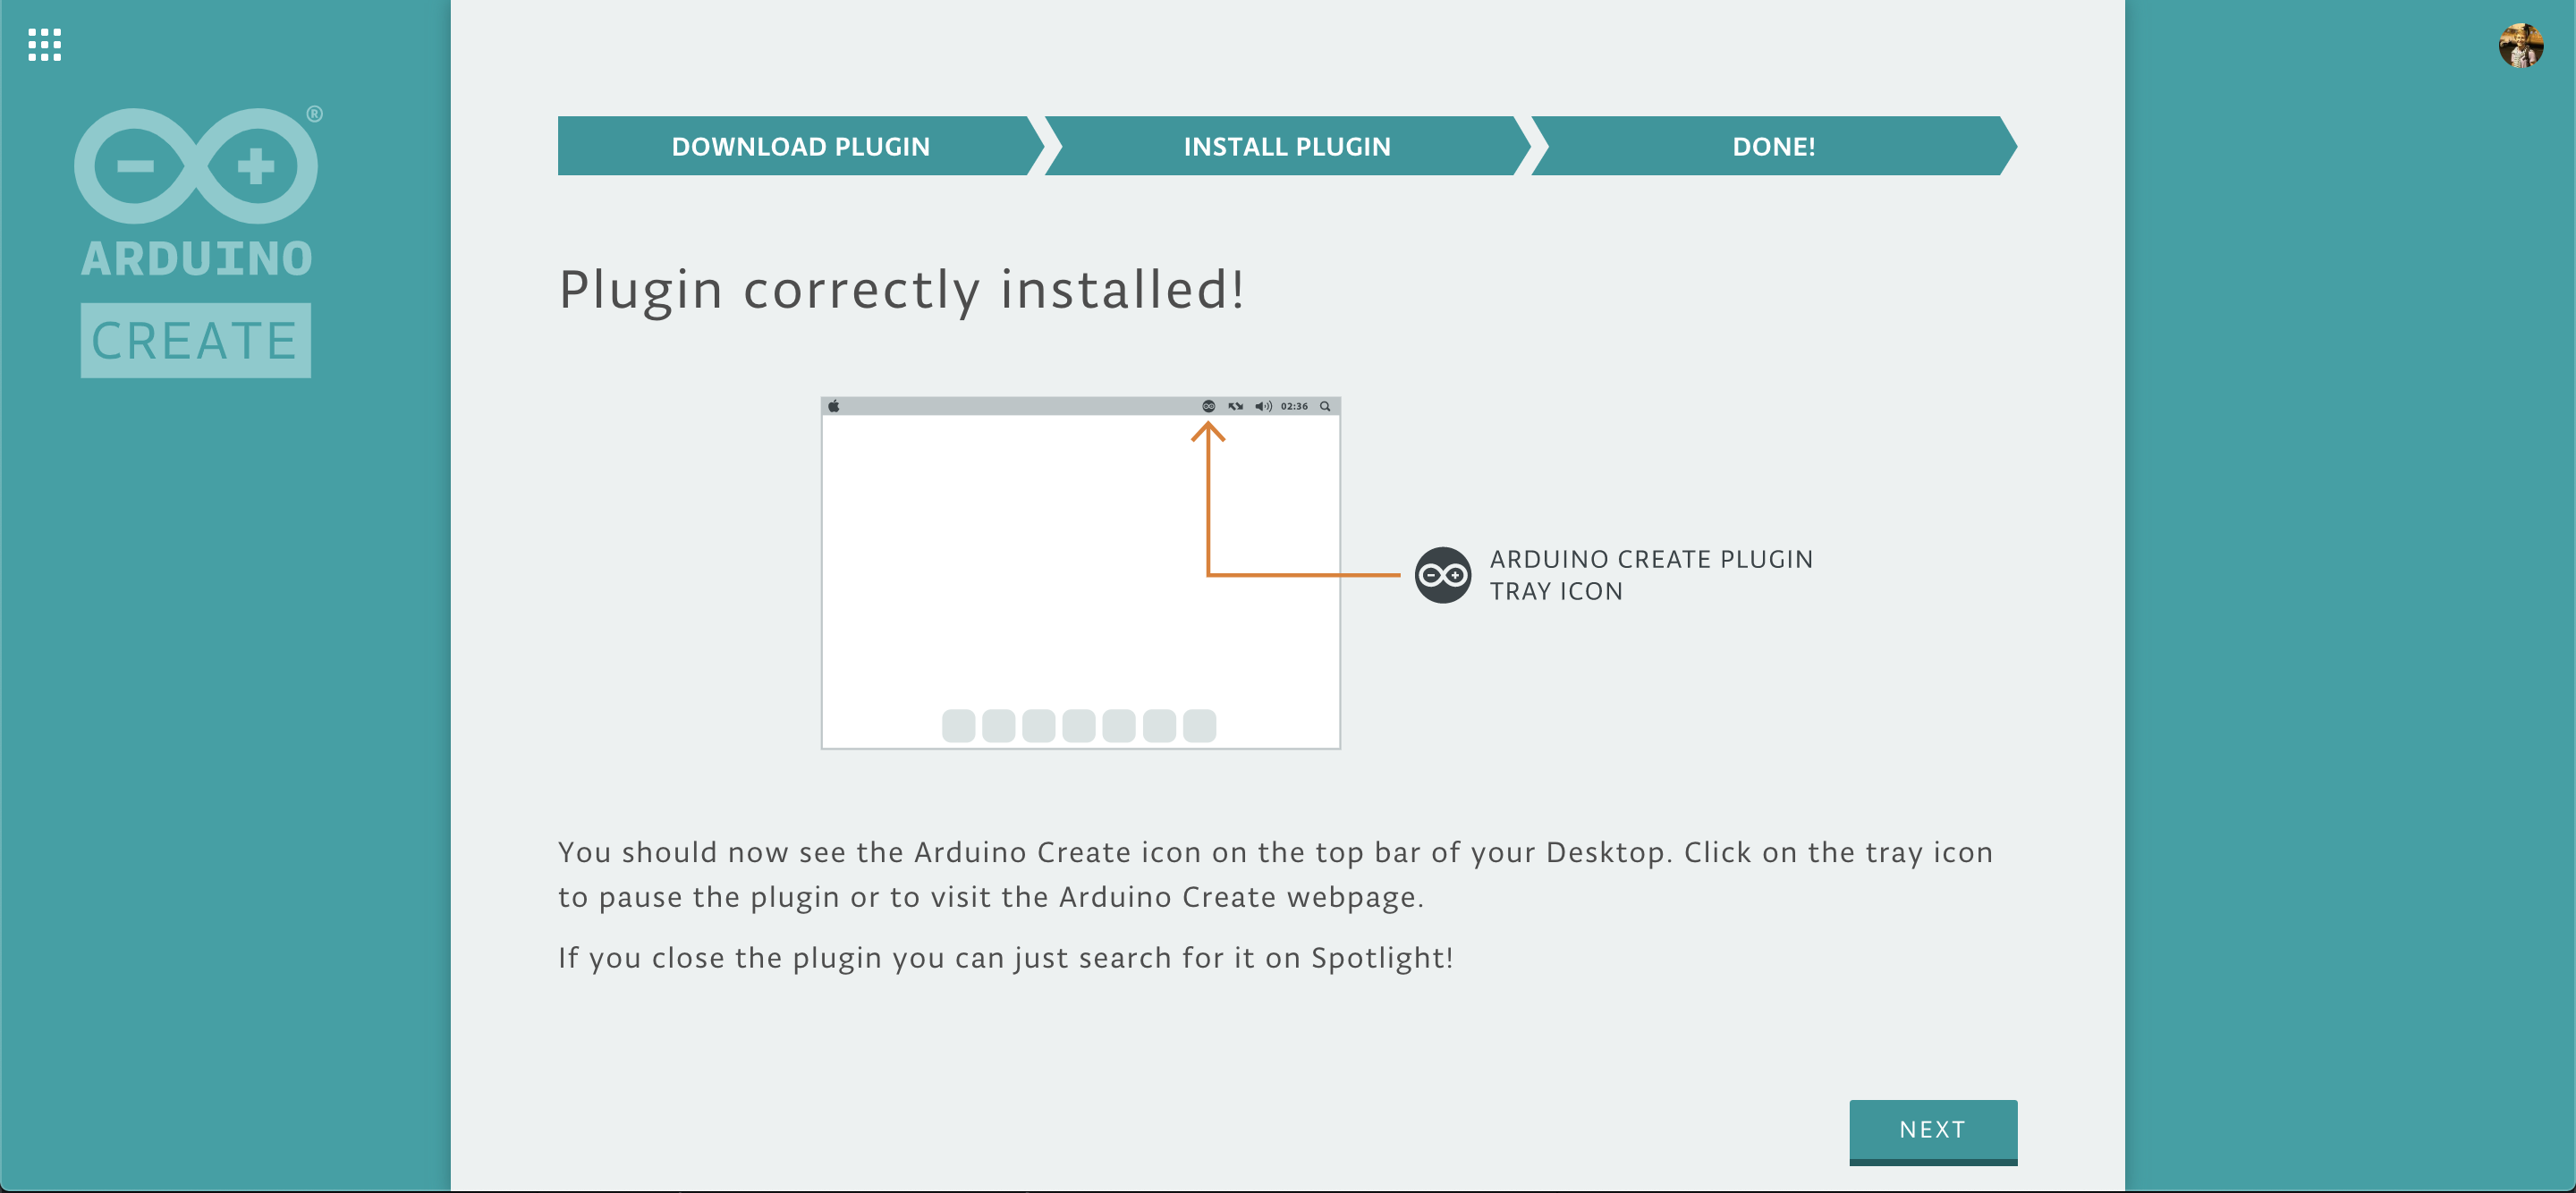 ®
ARDUINO
CREATE
DOWNLOAD PLUGIN
INSTALL PLUGIN
DONE!
Plugin correctly installed!
02:36
ARDUINO CREATE PLUGIN
TRAY ICON
You should now see the Arduino Create icon on the top bar of your Desktop. Click on the tray icon
to pause the plugin or to visit the Arduino Create webpage.
If you close the plugin you can just search for it on Spotlight!
NEXT